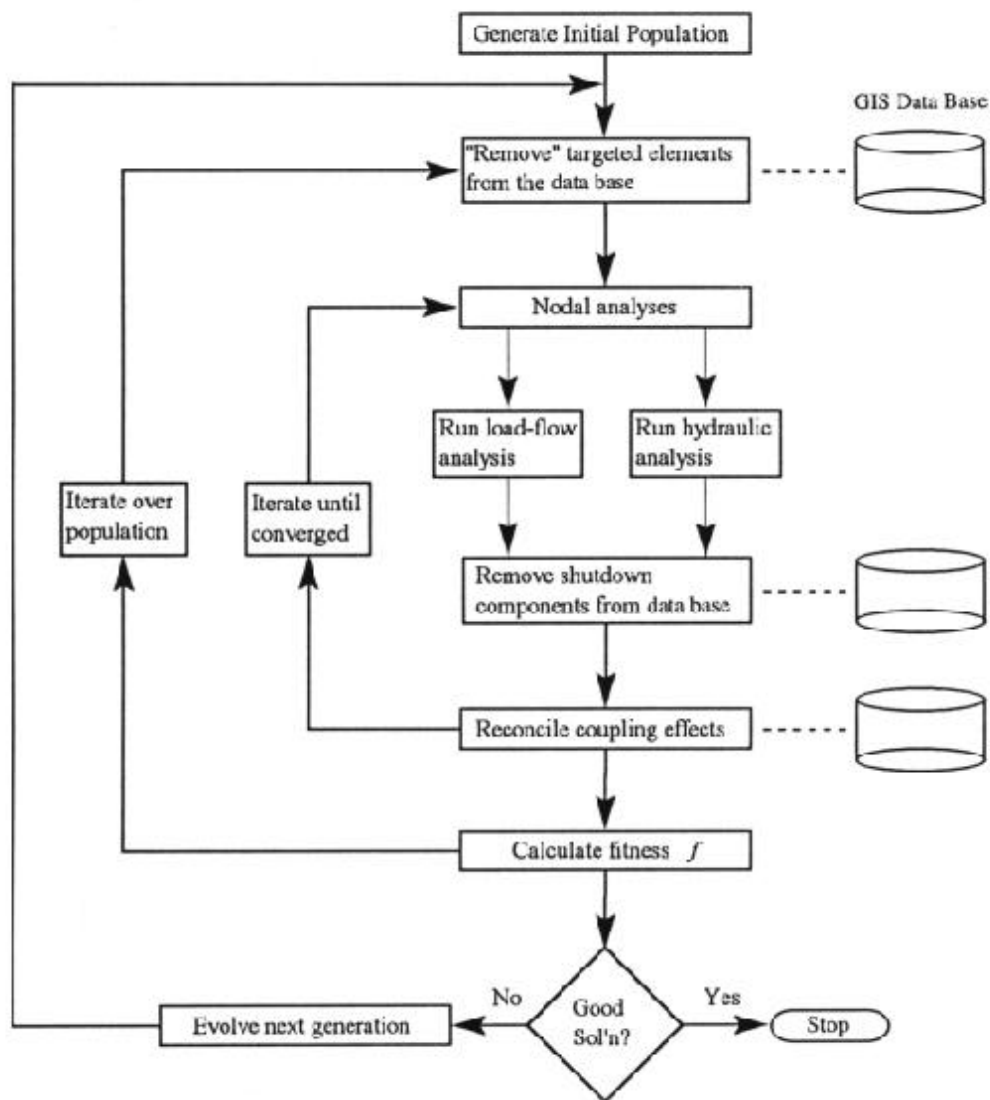 Generate Initial Population
GIS Data Base
"Remove" targeted elements
from the data base
Nodal analyses
Run load-flow
analysis
Run hydraulic
analysis
Iterate over
population
Iterate until
converged
Remove shutdown
components from data base
Reconcile coupling effects
Calculate fitness f
Good
Sol'n?
No
Yes
Evolve next generation
Stop